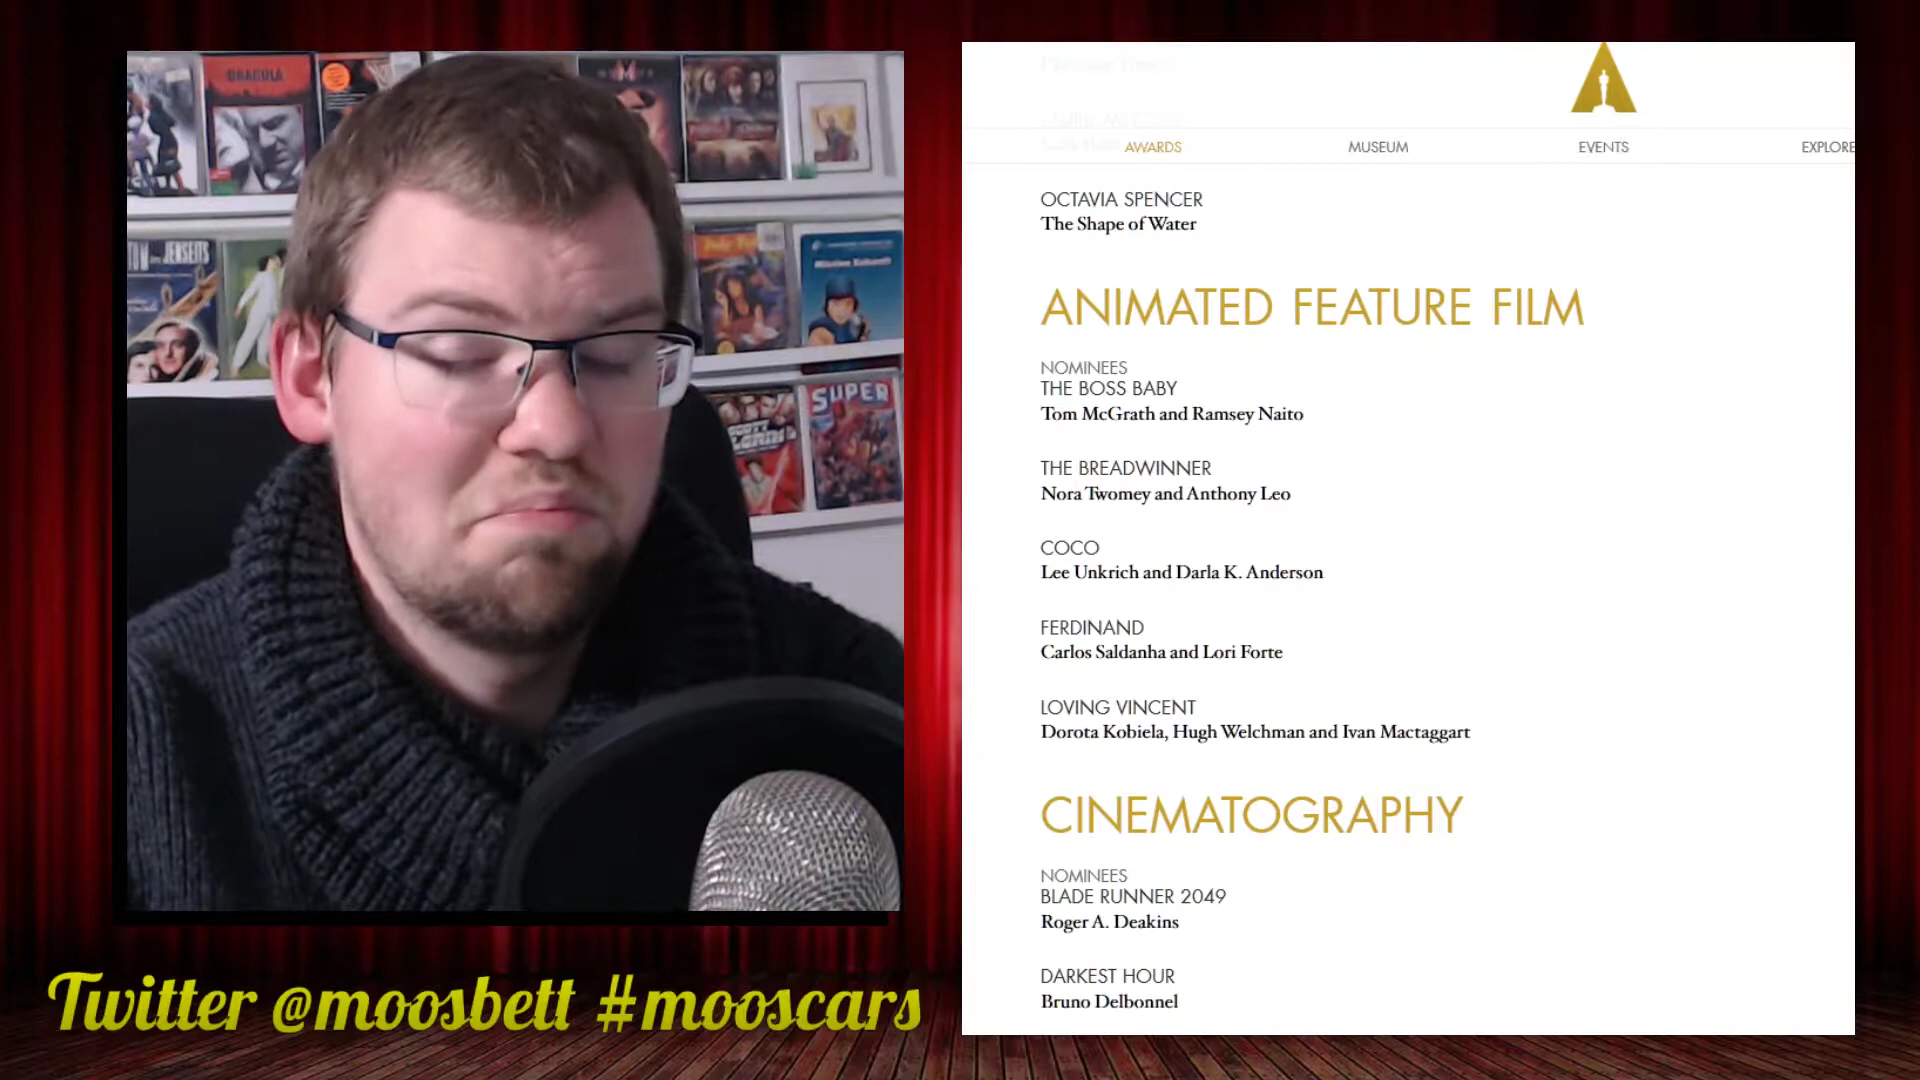 DRACULA
JENSEITS
SUPER
AWARDS
MUSEUM
EVENTS
EXPLORE
OCTAVIA SPENCER
The Shape of Water
ANIMATED FEATURE FILM
NOMINEES
THE BOSS BABY
Tom McGrath and Ramsey Naito
THE BREADWINNER
Nora Twomey and Anthony Leo
COCO
Lee Unkrich and Darla K. Anderson
FERDINAND
Carlos Saldanha and Lori Forte
LOVING VINCENT
Dorota Kobiela, Hugh Welchman and Ivan Mactaggart
CINEMATOGRAPHY
NOMINEES
BLADE RUNNER 2049
Roger A. Deakins
DARKEST HOUR
Bruno Delbonnel
Twitter @moosbett #mooscars